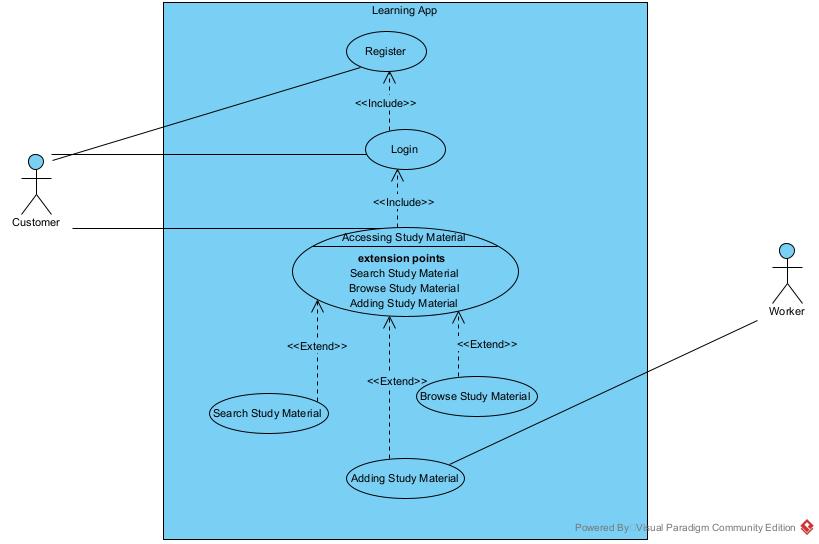 Learning App
Register
<<Include>>
Login
<<Include>>
Customer
Accessing Study Material
extension points
Search Study Material
Browse Study Material
Adding Study Material
Worker
<<Extend>>
<<Extend>>
<<Extend>>
Browse Study Material
Search Study Material
Adding Study Material
Powered By Visual Paradigm Community Edition